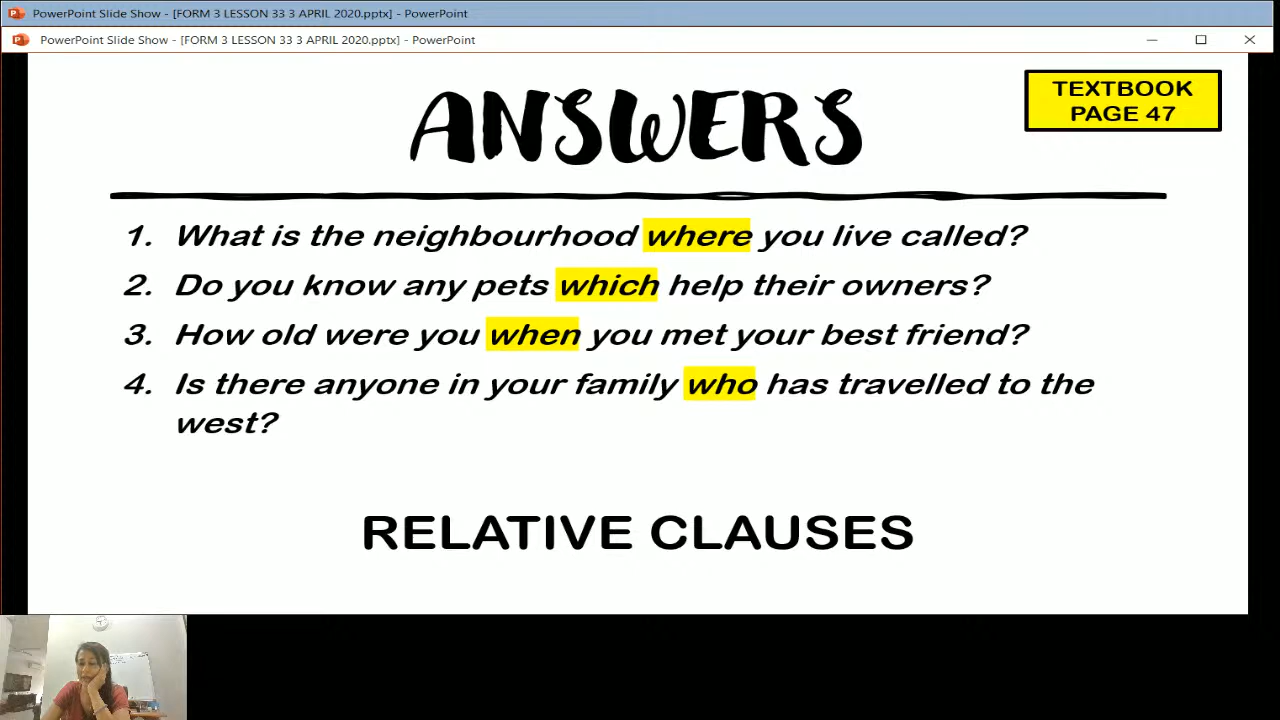 PowerPoint Slide Show - [FORM 3 LESSON 33 3 APRIL 2020.pptx] - PowerPoint
PowerPoint Slide Show - [FORM 3 LESSON 33 3 APRIL 2020.pptx] - PowerPoint
ANSWERS
TEXTBOOK
PAGE 47
1. What is the neighbourhood where you live called?
2. Do you know any pets which help their owners?
3. How old were you when you met your best friend?
4. Is there anyone in your family who has travelled to the
west?
RELATIVE CLAUSES